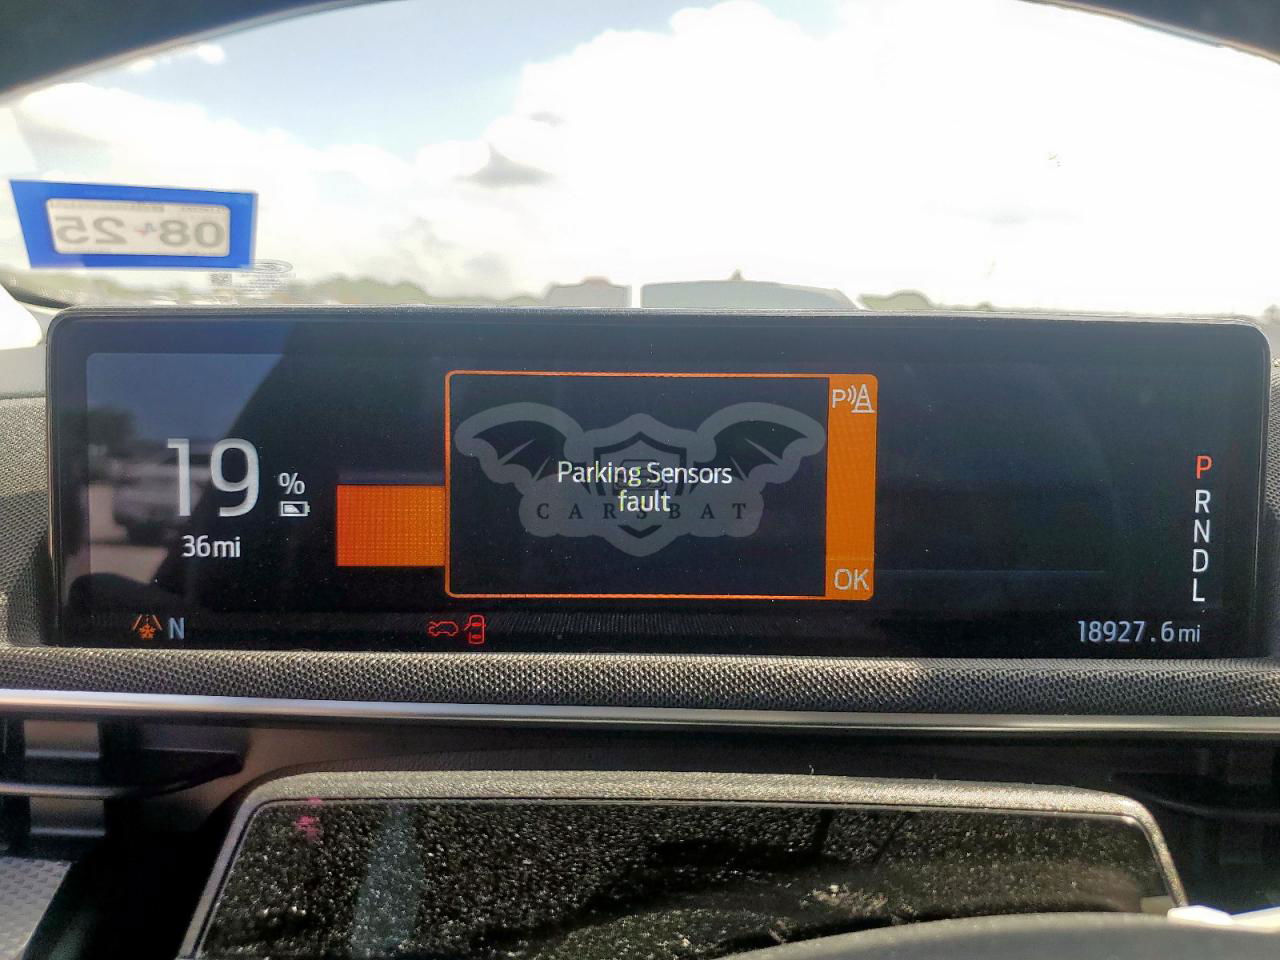 08 25
19 %
36mi
Parking Sensors
fault
CARSBAT
P
OK
P
R
N
D
L
N
18927.6mi